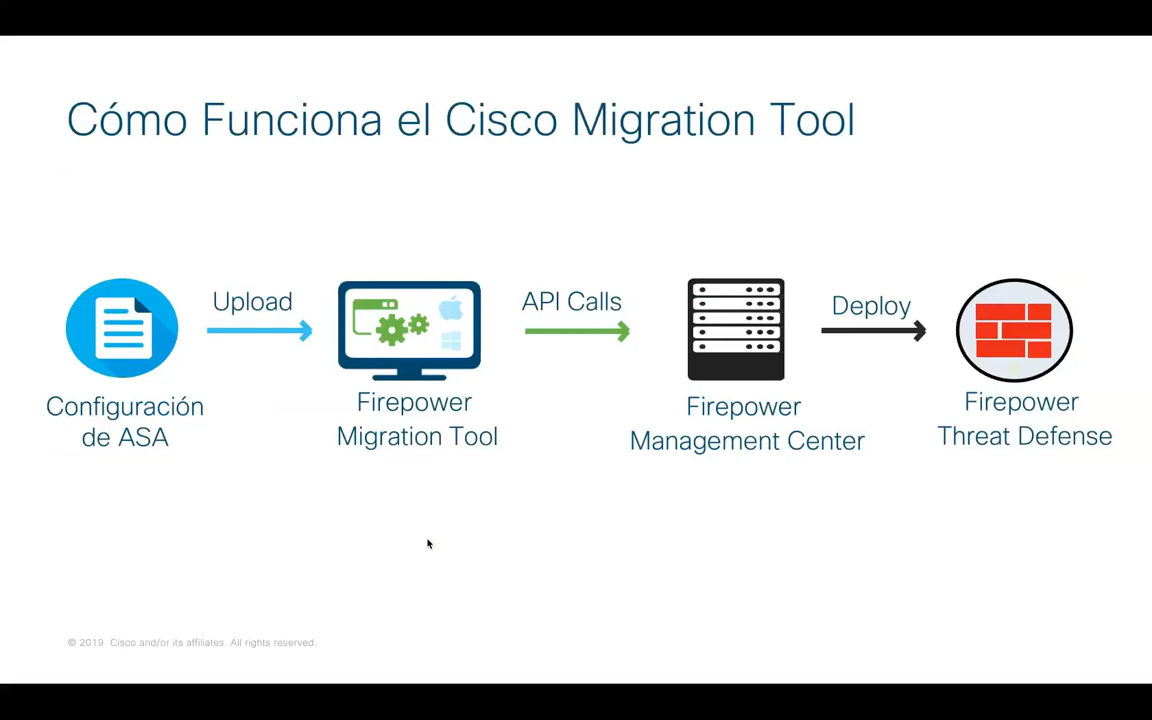 Cómo Funciona el Cisco Migration Tool
Upload
API Calls
Deploy
Configuración
de ASA
Firepower
Migration Tool
Firepower
Management Center
Firepower
Threat Defense
© 2019 Cisco and/or its affiliates. All rights reserved.